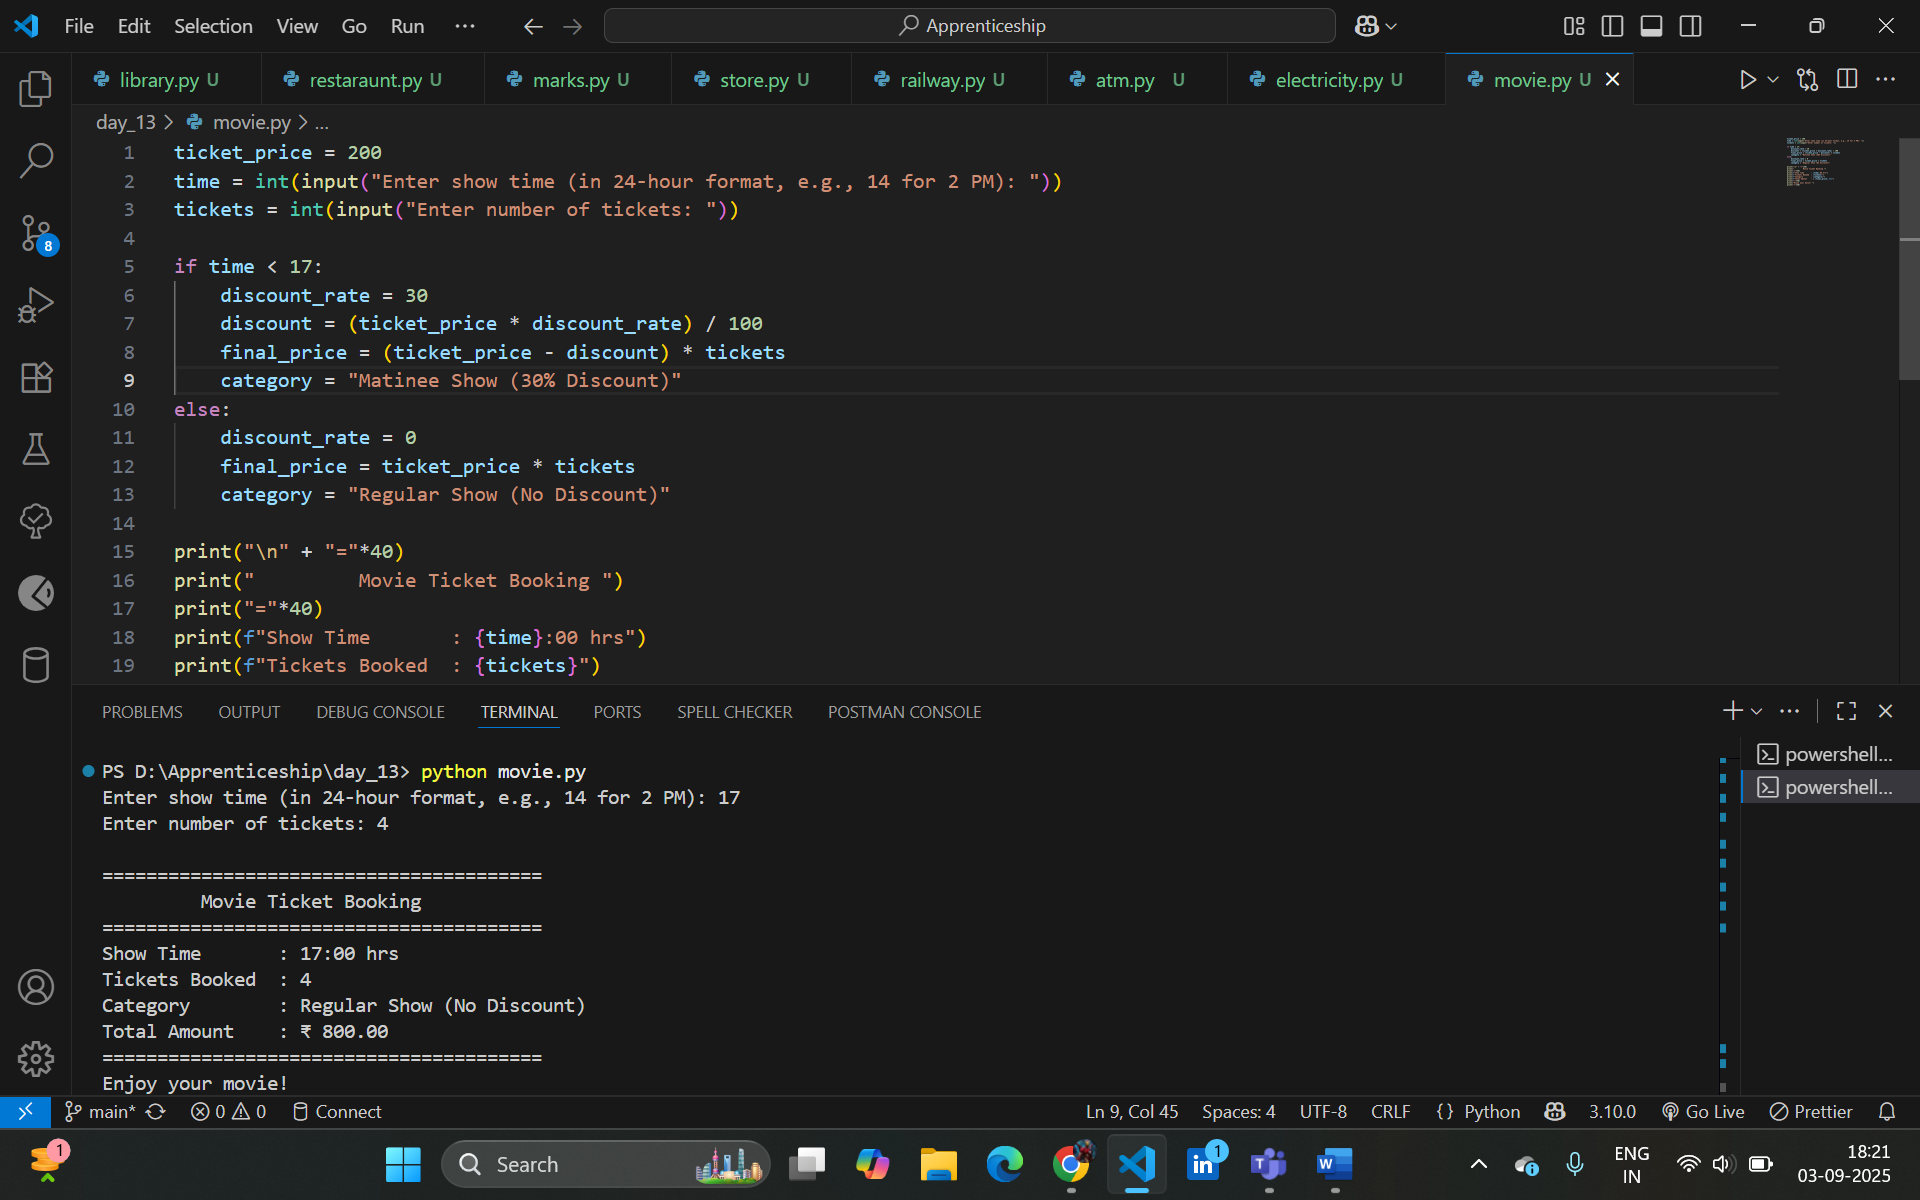 File Edit Selection View Go Run ··· Apprenticeship
library.py U restaraunt.py U marks.py U store.py U railway.py U atm.py U electricity.py U movie.py U
day_13 > movie.py > ...
1 ticket_price = 200
2 time = int(input("Enter show time (in 24-hour format, e.g., 14 for 2 PM): "))
3 tickets = int(input("Enter number of tickets: "))
4
5 if time < 17:
6     discount_rate = 30
7     discount = (ticket_price * discount_rate) / 100
8     final_price = (ticket_price - discount) * tickets
9     category = "Matinee Show (30% Discount)"
10 else:
11     discount_rate = 0
12     final_price = ticket_price * tickets
13     category = "Regular Show (No Discount)"
14
15 print("\n" + "="*40)
16 print("         Movie Ticket Booking ")
17 print("="*40)
18 print(f"Show Time       : {time}:00 hrs")
19 print(f"Tickets Booked  : {tickets}")
8
PROBLEMS OUTPUT DEBUG CONSOLE TERMINAL PORTS SPELL CHECKER POSTMAN CONSOLE
powershell...
powershell...
PS D:\Apprenticeship\day_13> python movie.py
Enter show time (in 24-hour format, e.g., 14 for 2 PM): 17
Enter number of tickets: 4
========================================
         Movie Ticket Booking
========================================
Show Time       : 17:00 hrs
Tickets Booked  : 4
Category        : Regular Show (No Discount)
Total Amount    : ₹ 800.00
========================================
Enjoy your movie!
main* 0 0 Connect Ln 9, Col 45 Spaces: 4 UTF-8 CRLF {} Python 3.10.0 Go Live Prettier
1 Search 1 ENG IN 18:21 03-09-2025